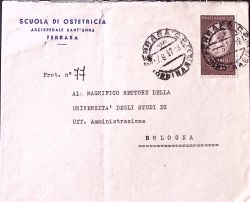 SCUOLA DI OSTETRICIA
ARCISPEDALE SANT'ANNA
FERRARA
Prot. n° 77
Al MAGNIFICO RETTORE DELLA
UNIVERSITA' DEGLI STUDI DI
Uff. Amministrazione
BOLOGNA
FERRARA